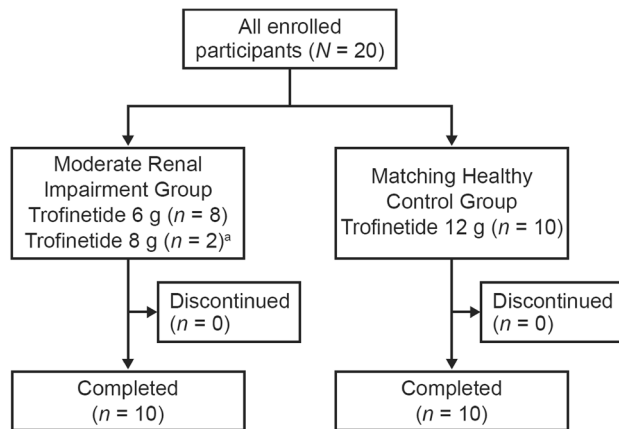 All enrolled
participants (N = 20)
Moderate Renal
Impairment Group
Trofinetide 6 g (n = 8)
Trofinetide 8 g (n = 2)ᵃ
Matching Healthy
Control Group
Trofinetide 12 g (n = 10)
Discontinued
(n = 0)
Discontinued
(n = 0)
Completed
(n = 10)
Completed
(n = 10)